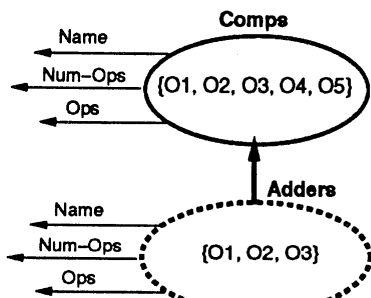 Comps
Name
Num-Ops
{O1, O2, O3, O4, O5}
Ops
Adders
Name
Num-Ops
{O1, O2, O3}
Ops